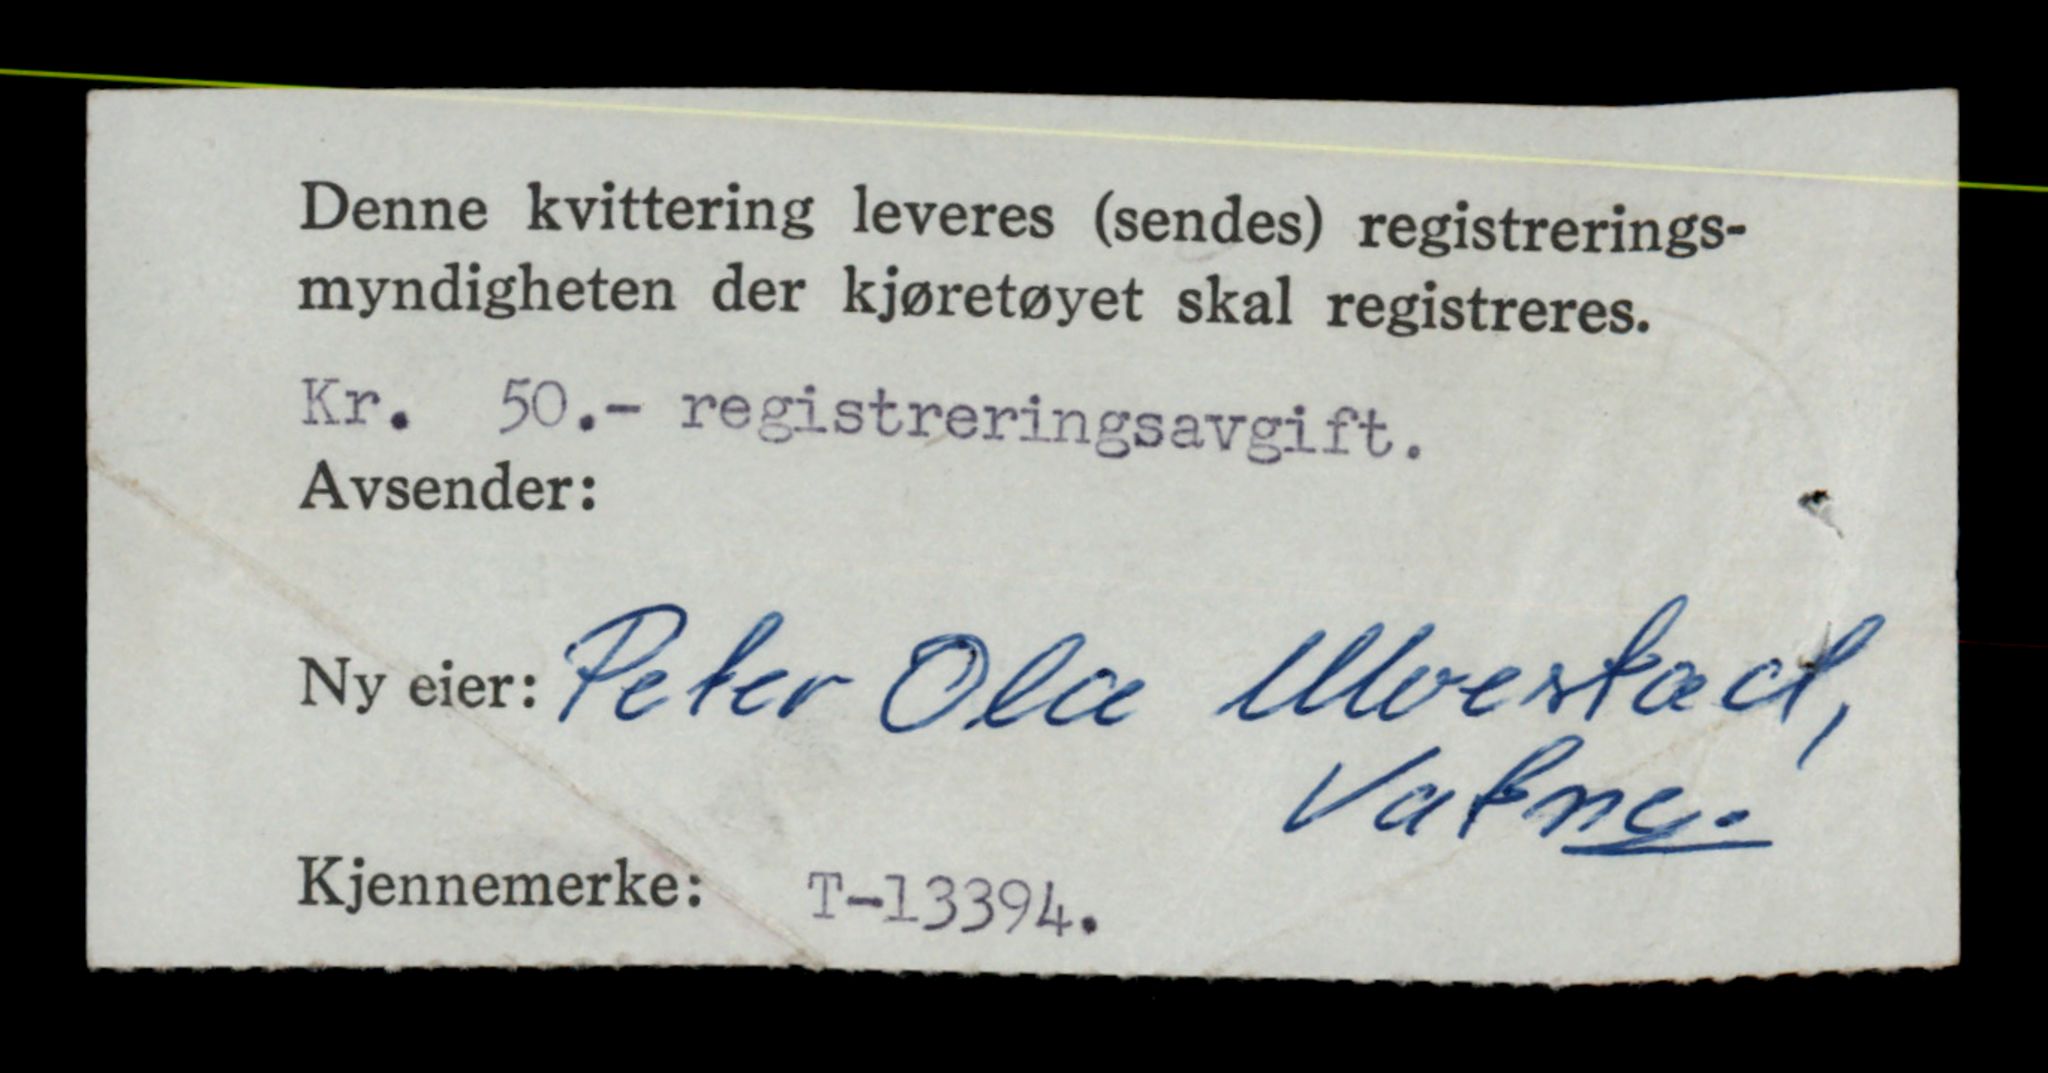 Denne kvittering leveres (sendes) registrerings-
myndigheten der kjøretøyet skal registreres.
Kr. 50.- registreringsavgift.
Avsender:
Ny eier: Peter Ola Ulvestad,
Vatne.
Kjennemerke: T-13394.